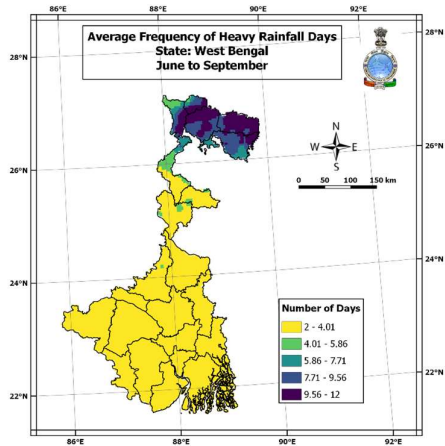 86°E 88°E 90°E 92°E
Average Frequency of Heavy Rainfall Days
State: West Bengal
June to September
28°N 28°N
N
W E
S
26°N 26°N
0 50 100 150 km
24°N 24°N
Number of Days
2 - 4.01
4.01 - 5.86
5.86 - 7.71
7.71 - 9.56
9.56 - 12
22°N 22°N
86°E 88°E 90°E 92°E